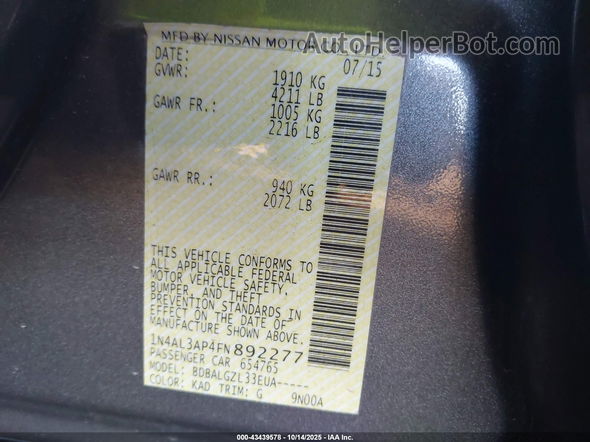 AutoHelperBot.com
MFD BY NISSAN MOTOR CO., LTD.
DATE: 07/15
GVWR: 1910 KG
4211 LB
GAWR FR.: 1005 KG
2216 LB
GAWR RR.: 940 KG
2072 LB
THIS VEHICLE CONFORMS TO
ALL APPLICABLE FEDERAL
MOTOR VEHICLE SAFETY,
BUMPER, AND THEFT
PREVENTION STANDARDS IN
EFFECT ON THE DATE OF
MANUFACTURE SHOWN ABOVE.
1N4AL3AP4FN892277
PASSENGER CAR 654765
MODEL: BDBALGZL33EUA-----
COLOR: KAD TRIM: G 9N00A
© 00-43439578 - 10/14/2025 - IAA Inc.